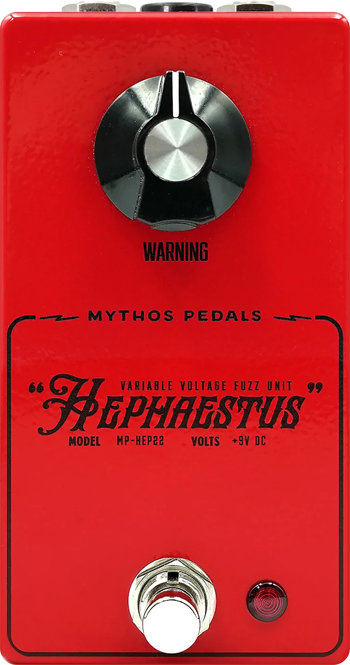 WARNING
MYTHOS PEDALS
VARIABLE VOLTAGE FUZZ UNIT
“HEPHAESTUS”
MODEL MP-HEP22 VOLTS +9V DC